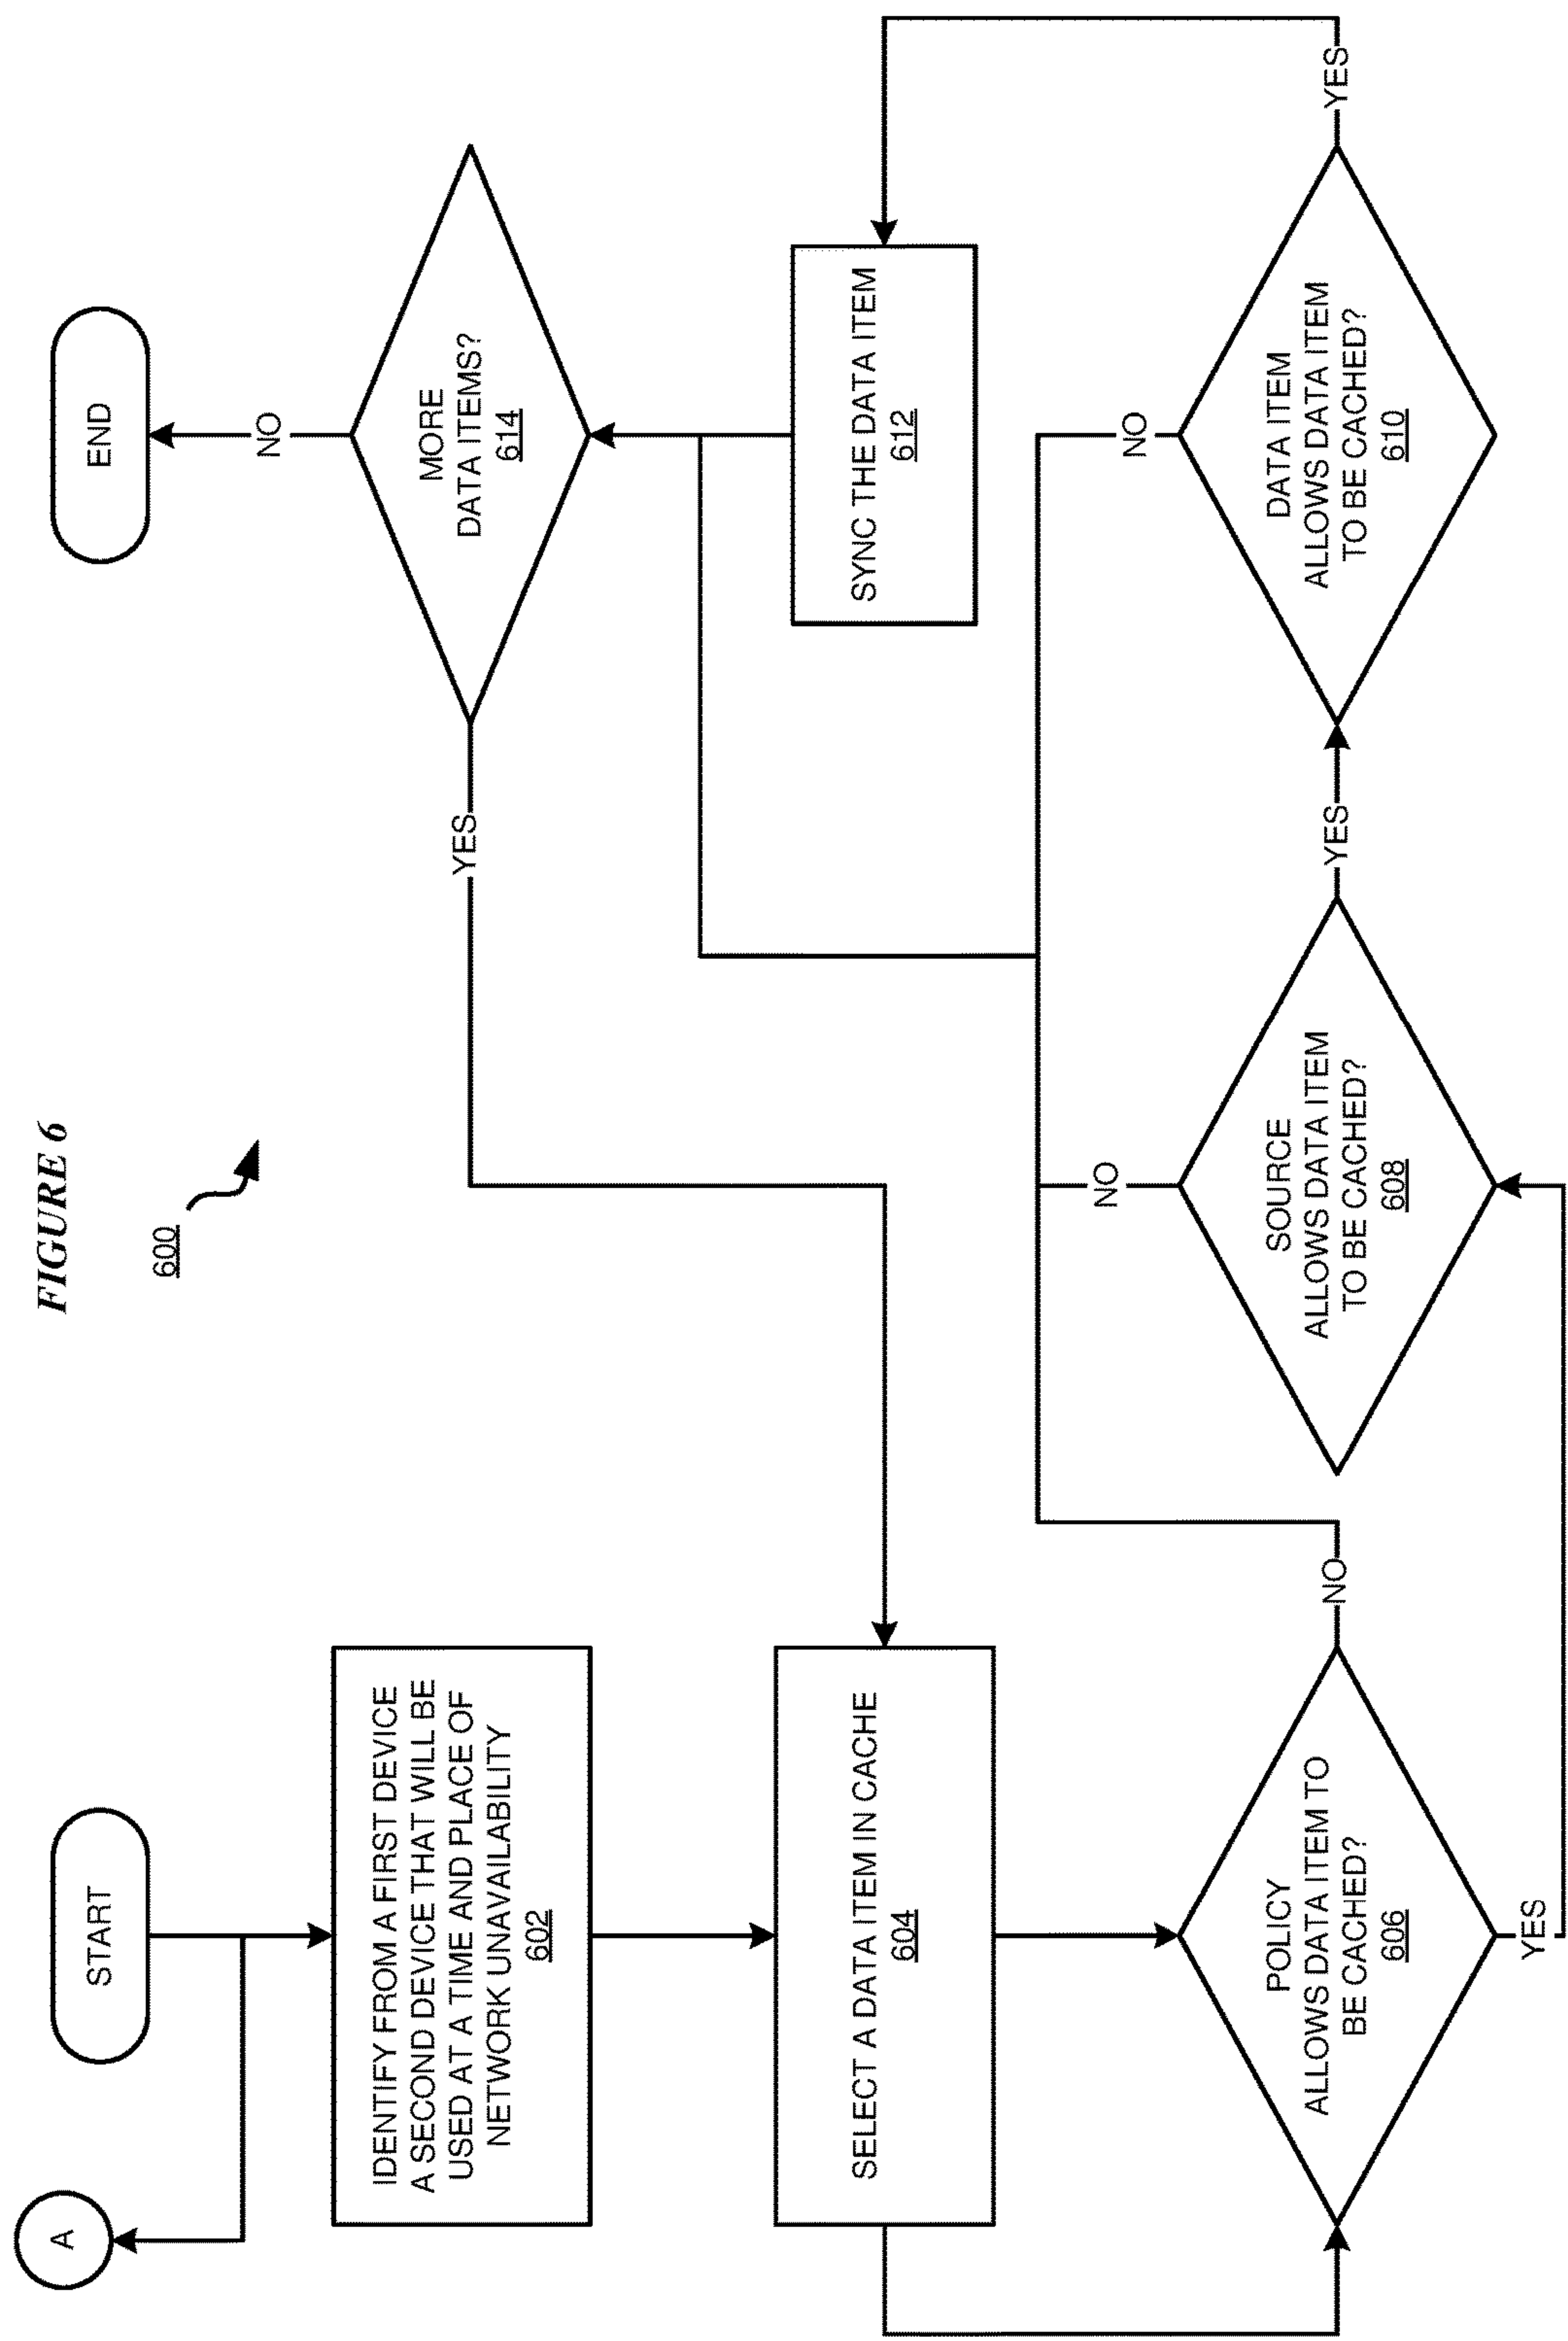 FIGURE 6
600
A
START
IDENTIFY FROM A FIRST DEVICE
A SECOND DEVICE THAT WILL BE
USED AT A TIME AND PLACE OF
NETWORK UNAVAILABILITY
602
SELECT A DATA ITEM IN CACHE
604
POLICY
ALLOWS DATA ITEM TO
BE CACHED?
606
NO
YES
SOURCE
ALLOWS DATA ITEM
TO BE CACHED?
608
NO
YES
DATA ITEM
ALLOWS DATA ITEM
TO BE CACHED?
610
NO
YES
SYNC THE DATA ITEM
612
MORE
DATA ITEMS?
614
YES
NO
END